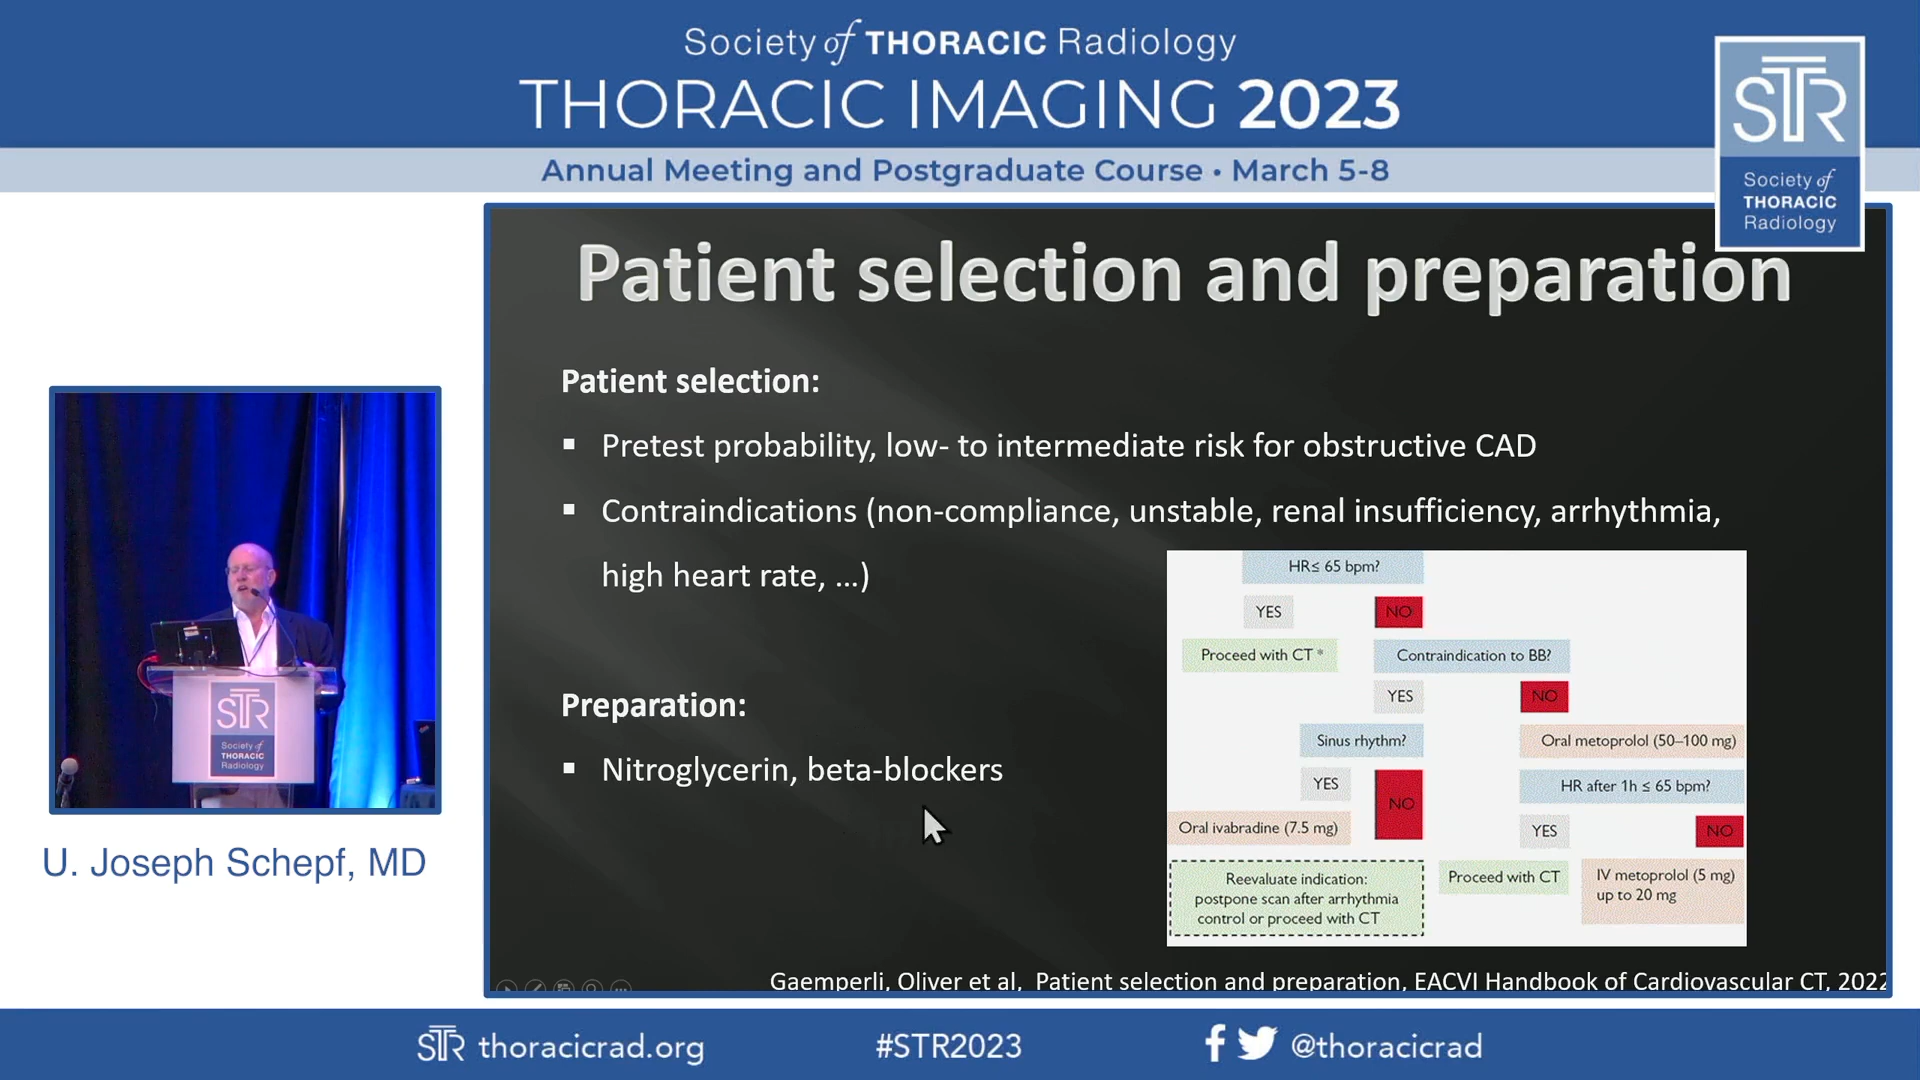 Society of THORACIC Radiology
THORACIC IMAGING 2023
Annual Meeting and Postgraduate Course • March 5-8
STR
Society of
THORACIC
Radiology
Patient selection and preparation
Patient selection:
▪ Pretest probability, low- to intermediate risk for obstructive CAD
▪ Contraindications (non-compliance, unstable, renal insufficiency, arrhythmia,
high heart rate, ...)
Preparation:
▪ Nitroglycerin, beta-blockers
HR≤ 65 bpm?
YES
NO
Proceed with CT *
Contraindication to BB?
YES
NO
Sinus rhythm?
Oral metoprolol (50–100 mg)
YES
NO
HR after 1h ≤ 65 bpm?
Oral ivabradine (7.5 mg)
YES
NO
Reevaluate indication:
postpone scan after arrhythmia
control or proceed with CT
Proceed with CT
IV metoprolol (5 mg)
up to 20 mg
Gaemperli, Oliver et al, Patient selection and preparation, EACVI Handbook of Cardiovascular CT, 2022
STR
Society of
THORACIC
Radiology
U. Joseph Schepf, MD
STR thoracicrad.org
#STR2023
@thoracicrad